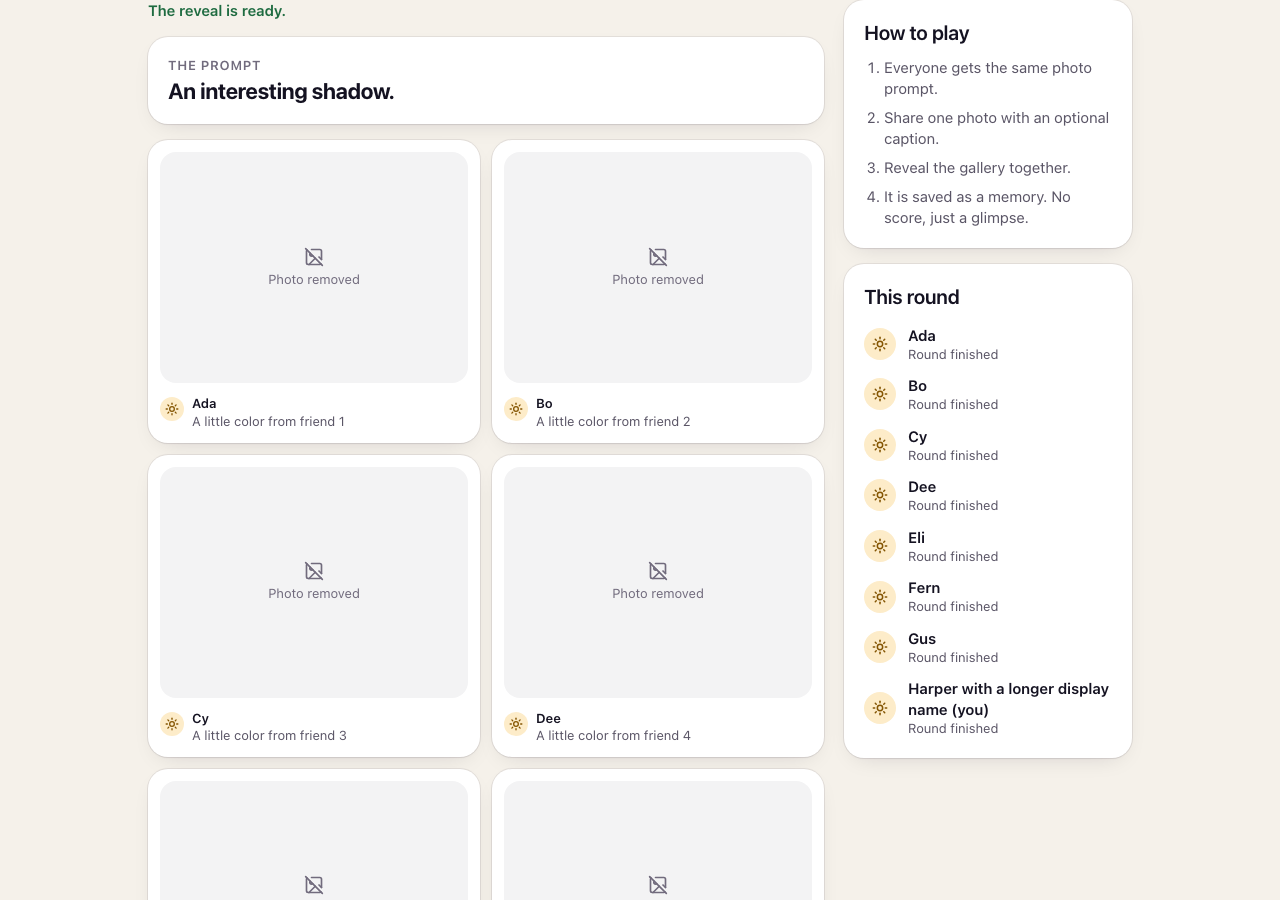 The reveal is ready.
THE PROMPT
An interesting shadow.
Photo removed
Ada
A little color from friend 1
Photo removed
Bo
A little color from friend 2
Photo removed
Cy
A little color from friend 3
Photo removed
Dee
A little color from friend 4
How to play
1. Everyone gets the same photo
prompt.
2. Share one photo with an optional
caption.
3. Reveal the gallery together.
4. It is saved as a memory. No
score, just a glimpse.
This round
Ada
Round finished
Bo
Round finished
Cy
Round finished
Dee
Round finished
Eli
Round finished
Fern
Round finished
Gus
Round finished
Harper with a longer display
name (you)
Round finished